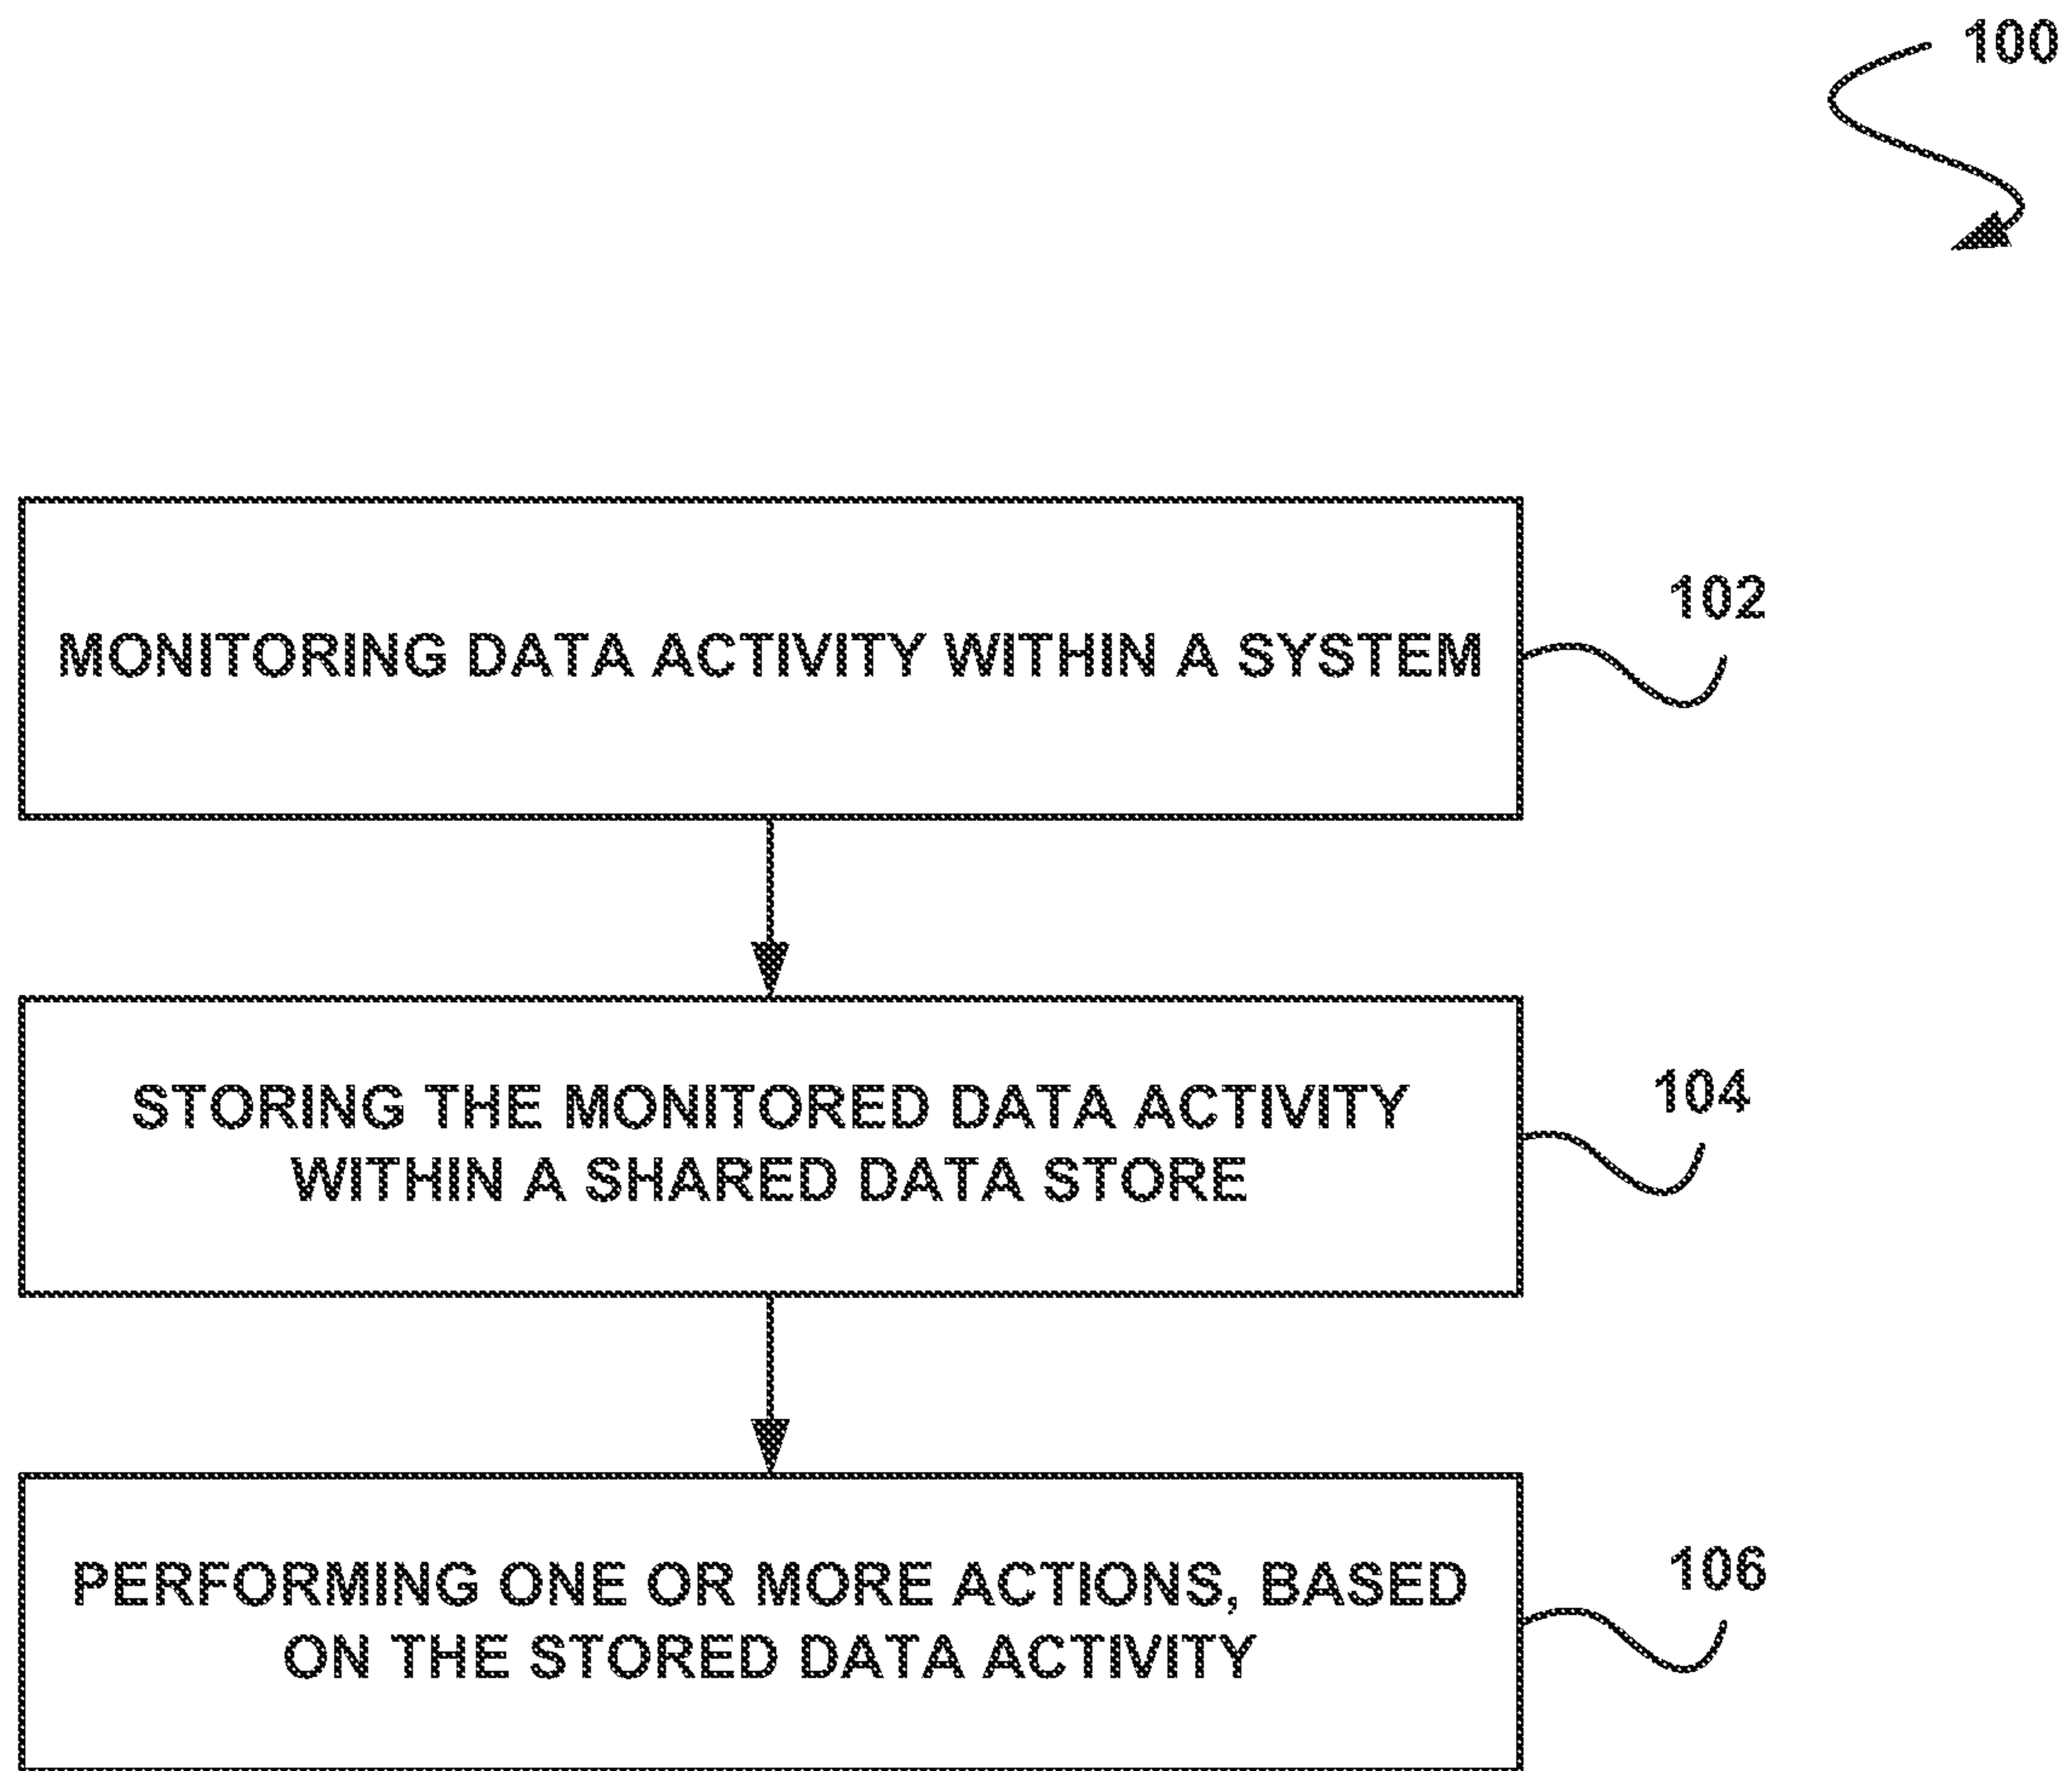 100
MONITORING DATA ACTIVITY WITHIN A SYSTEM
102
STORING THE MONITORED DATA ACTIVITY
WITHIN A SHARED DATA STORE
104
PERFORMING ONE OR MORE ACTIONS, BASED
ON THE STORED DATA ACTIVITY
106